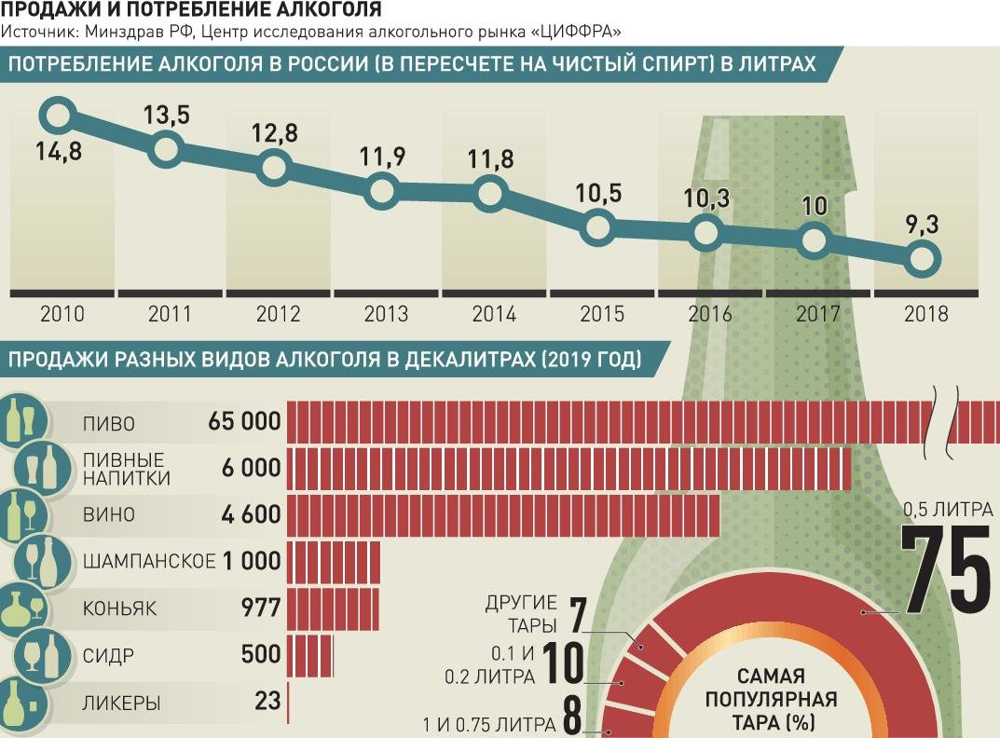 ПРОДАЖИ И ПОТРЕБЛЕНИЕ АЛКОГОЛЯ
Источник: Минздрав РФ, Центр исследования алкогольного рынка «ЦИФФРА»
ПОТРЕБЛЕНИЕ АЛКОГОЛЯ В РОССИИ (В ПЕРЕСЧЕТЕ НА ЧИСТЫЙ СПИРТ) В ЛИТРАХ
14,8
13,5
12,8
11,9
11,8
10,5
10,3
10
9,3
2010
2011
2012
2013
2014
2015
2016
2017
2018
ПРОДАЖИ РАЗНЫХ ВИДОВ АЛКОГОЛЯ В ДЕКАЛИТРАХ (2019 ГОД)
ПИВО 65 000
ПИВНЫЕ
НАПИТКИ
6 000
ВИНО 4 600
ШАМПАНСКОЕ 1 000
КОНЬЯК 977
СИДР 500
ЛИКЕРЫ 23
0,5 ЛИТРА
75
ДРУГИЕ
ТАРЫ
7
0.1 И
0.2 ЛИТРА
10
1 И 0.75 ЛИТРА 8
САМАЯ
ПОПУЛЯРНАЯ
ТАРА (%)